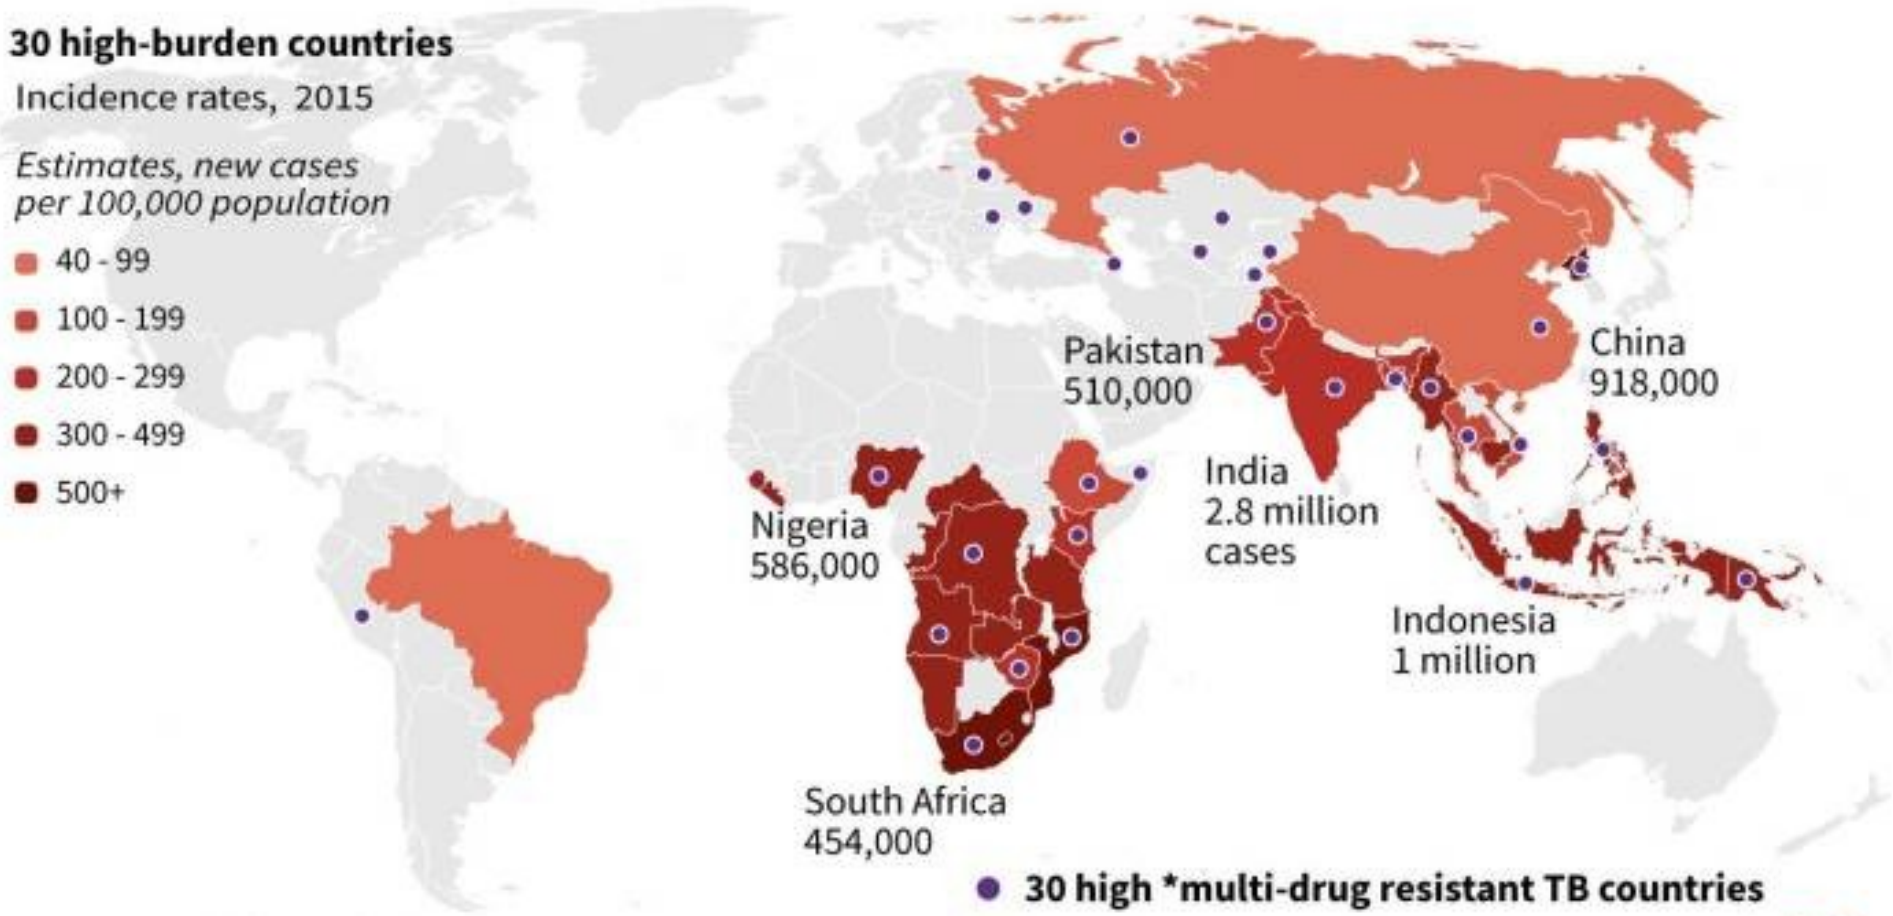 30 high-burden countries
Incidence rates, 2015
Estimates, new cases
per 100,000 population
40 - 99
100 - 199
200 - 299
300 - 499
500+
Pakistan
510,000
China
918,000
India
2.8 million
cases
Nigeria
586,000
Indonesia
1 million
South Africa
454,000
30 high *multi-drug resistant TB countries